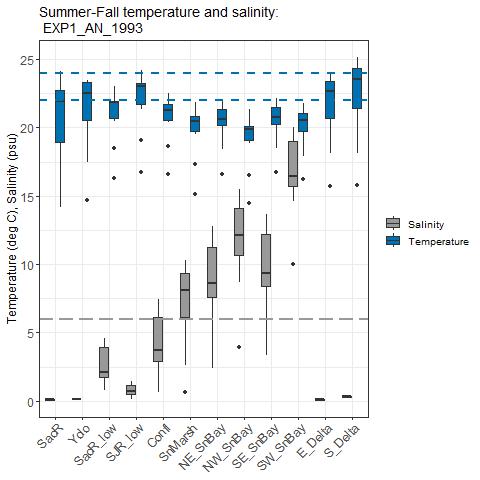 Summer-Fall temperature and salinity:
EXP1_AN_1993
Temperature (deg C), Salinity (psu)
25
20
15
10
5
0
Salinity
Temperature
SacR
Ydo
SacR_low
SJR_low
Confl
SnMarsh
NE_SnBay
NW_SnBay
SE_SnBay
SW_SnBay
E_Delta
S_Delta